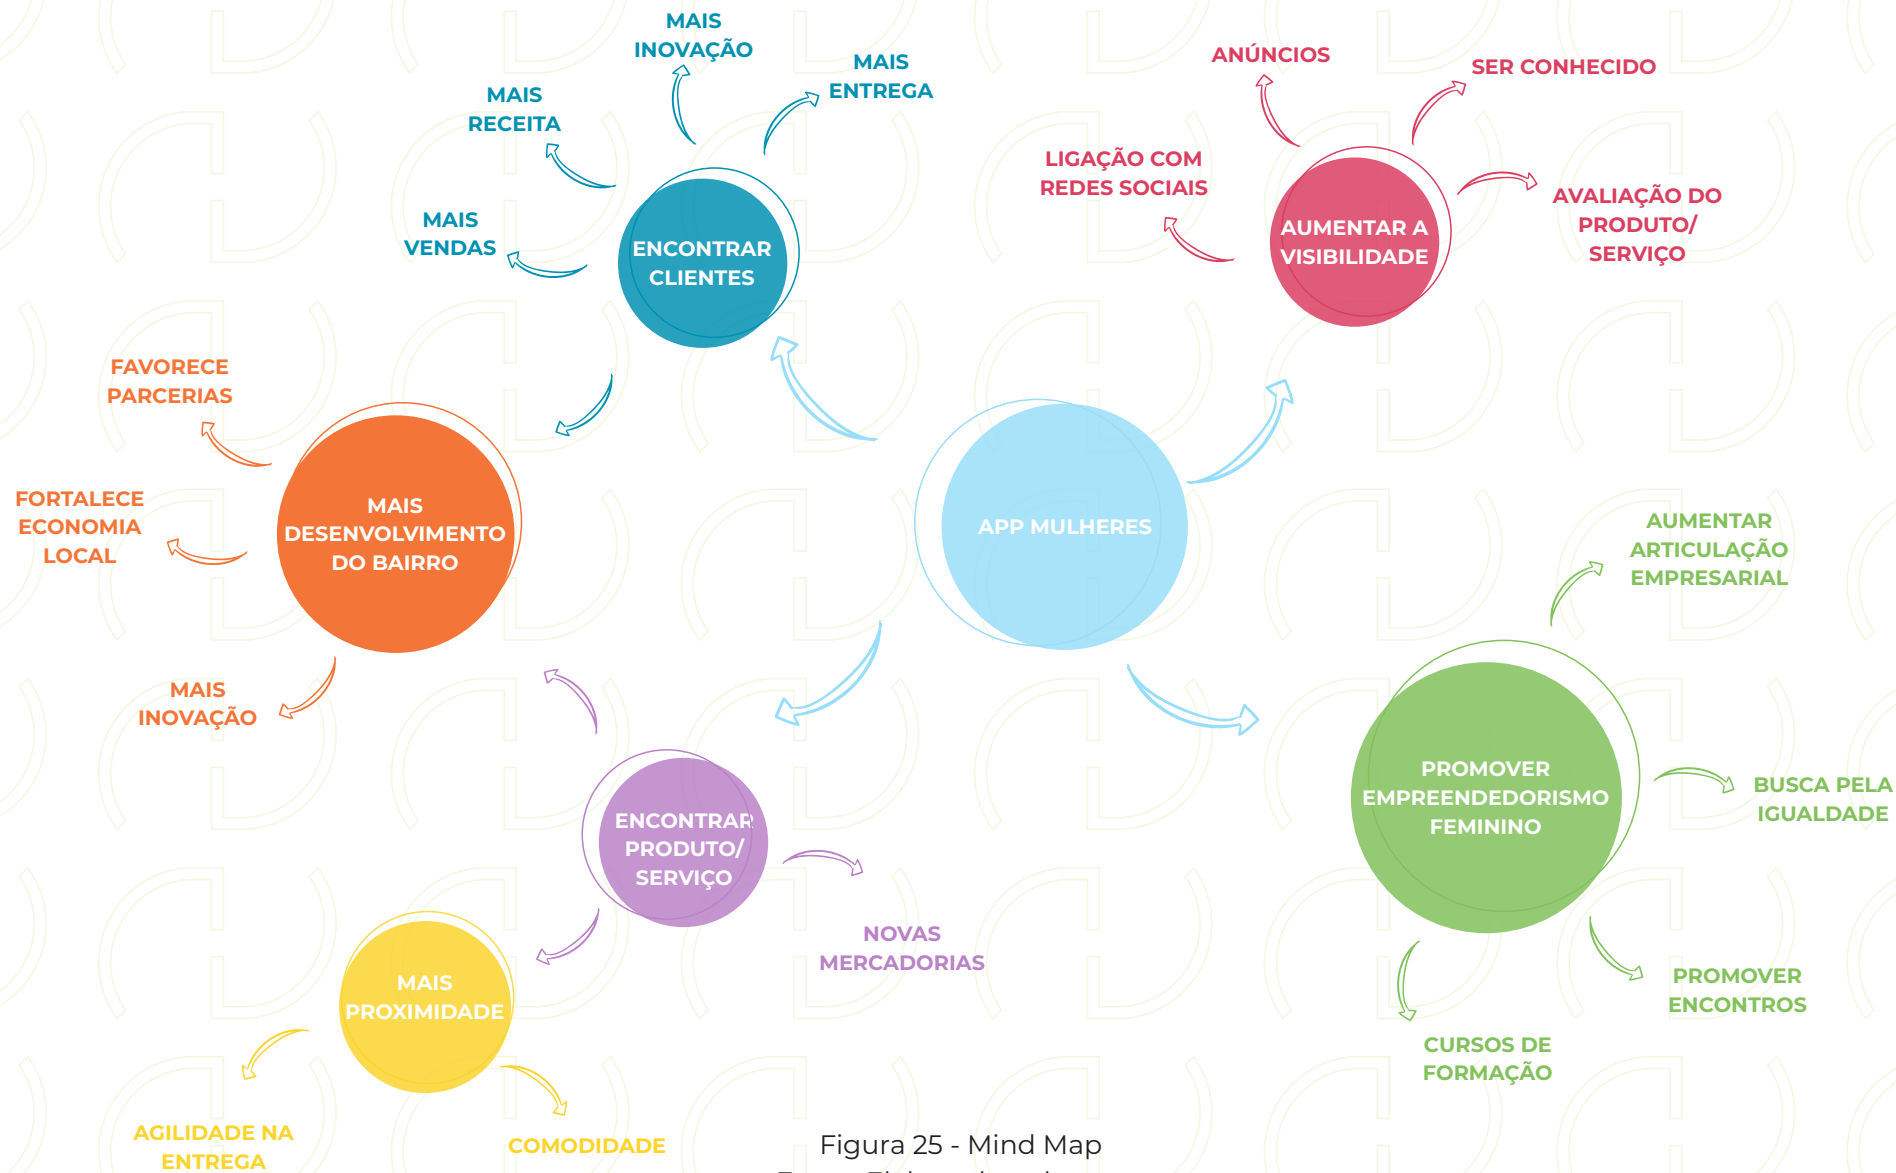 MAIS
INOVAÇÃO
MAIS
ENTREGA
MAIS
RECEITA
MAIS
VENDAS
ENCONTRAR
CLIENTES
ANÚNCIOS
SER CONHECIDO
LIGAÇÃO COM
REDES SOCIAIS
AVALIAÇÃO DO
PRODUTO/
SERVIÇO
AUMENTAR A
VISIBILIDADE
FAVORECE
PARCERIAS
FORTALECE
ECONOMIA
LOCAL
MAIS
DESENVOLVIMENTO
DO BAIRRO
MAIS
INOVAÇÃO
APP MULHERES
AUMENTAR
ARTICULAÇÃO
EMPRESARIAL
PROMOVER
EMPREENDEDORISMO
FEMININO
BUSCA PELA
IGUALDADE
PROMOVER
ENCONTROS
CURSOS DE
FORMAÇÃO
ENCONTRAR
PRODUTO/
SERVIÇO
NOVAS
MERCADORIAS
MAIS
PROXIMIDADE
AGILIDADE NA
ENTREGA
COMODIDADE
Figura 25 - Mind Map